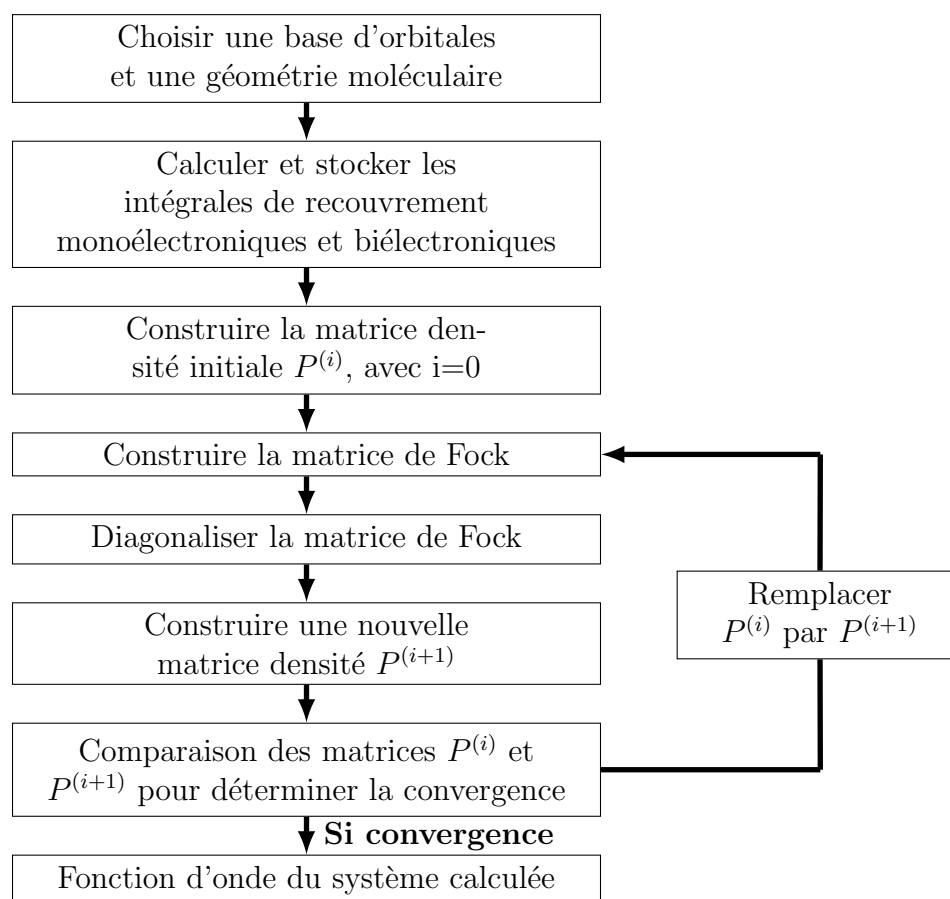 Choisir une base d'orbitales
et une géométrie moléculaire
Calculer et stocker les
intégrales de recouvrement
monoélectroniques et biélectroniques
Construire la matrice den-
sité initiale $P^{(i)}$, avec i=0
Construire la matrice de Fock
Diagonaliser la matrice de Fock
Construire une nouvelle
matrice densité $P^{(i+1)}$
Remplacer
$P^{(i)}$ par $P^{(i+1)}$
Comparaison des matrices $P^{(i)}$ et
$P^{(i+1)}$ pour déterminer la convergence
Si convergence
Fonction d'onde du système calculée